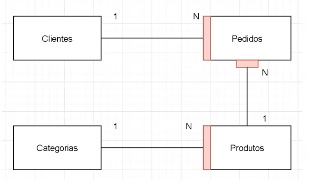 1 N
Clientes Pedidos
N
1
1 N
Categorias Produtos